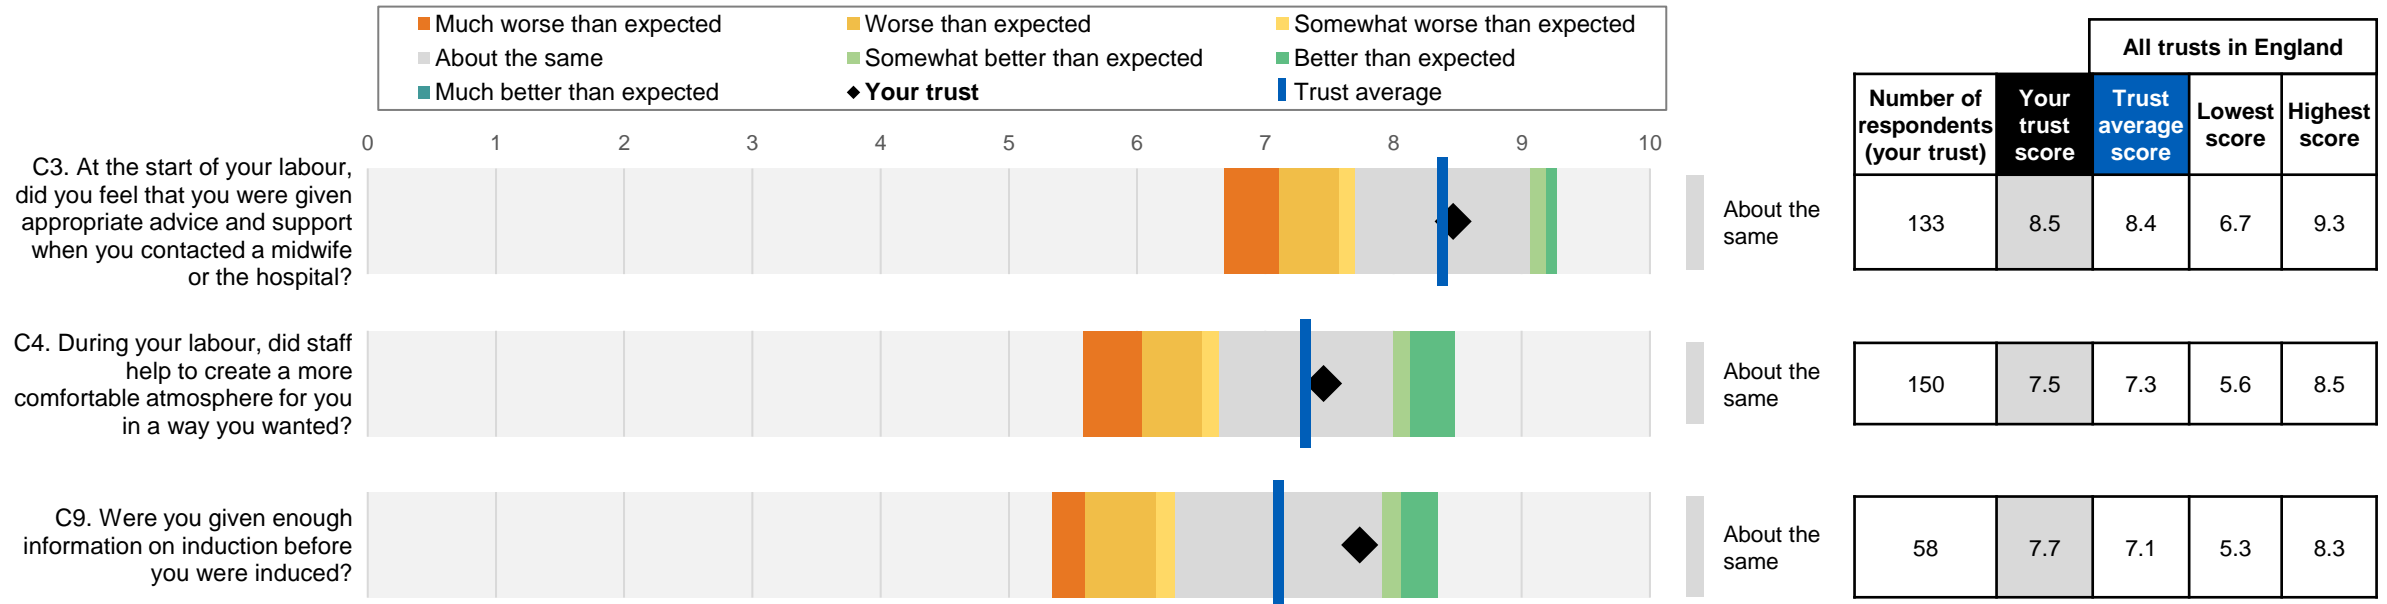 Much worse than expected
Worse than expected
Somewhat worse than expected
About the same
Somewhat better than expected
Better than expected
Much better than expected
Your trust
Trust average
All trusts in England
Number of respondents (your trust)
Your trust score
Trust average score
Lowest score
Highest score
0 1 2 3 4 5 6 7 8 9 10
C3. At the start of your labour,
did you feel that you were given
appropriate advice and support
when you contacted a midwife
or the hospital?
About the
same
133 8.5 8.4 6.7 9.3
C4. During your labour, did staff
help to create a more
comfortable atmosphere for you
in a way you wanted?
About the
same
150 7.5 7.3 5.6 8.5
C9. Were you given enough
information on induction before
you were induced?
About the
same
58 7.7 7.1 5.3 8.3